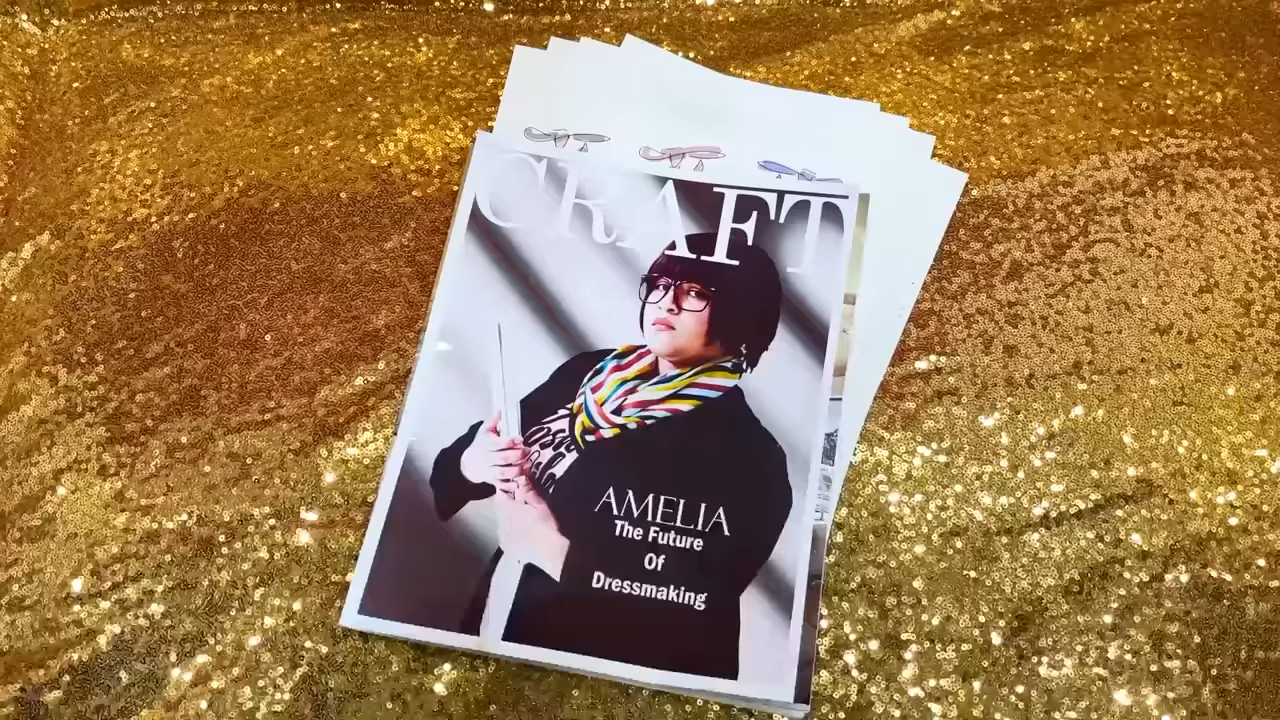 CRAFT
AMELIA
The Future
Of
Dressmaking